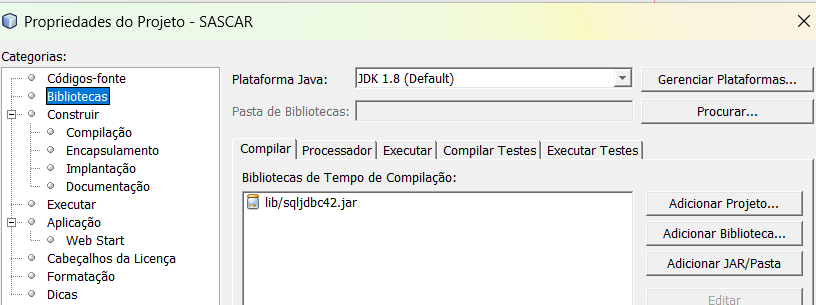 Propriedades do Projeto - SASCAR
Categorias:
Códigos-fonte
Bibliotecas
Construir
Compilação
Encapsulamento
Implantação
Documentação
Executar
Aplicação
Web Start
Cabeçalhos da Licença
Formatação
Dicas
Plataforma Java: JDK 1.8 (Default) Gerenciar Plataformas...
Pasta de Bibliotecas: Procurar...
Compilar Processador Executar Compilar Testes Executar Testes
Bibliotecas de Tempo de Compilação:
lib/sqljdbc42.jar
Adicionar Projeto...
Adicionar Biblioteca...
Adicionar JAR/Pasta
Editar